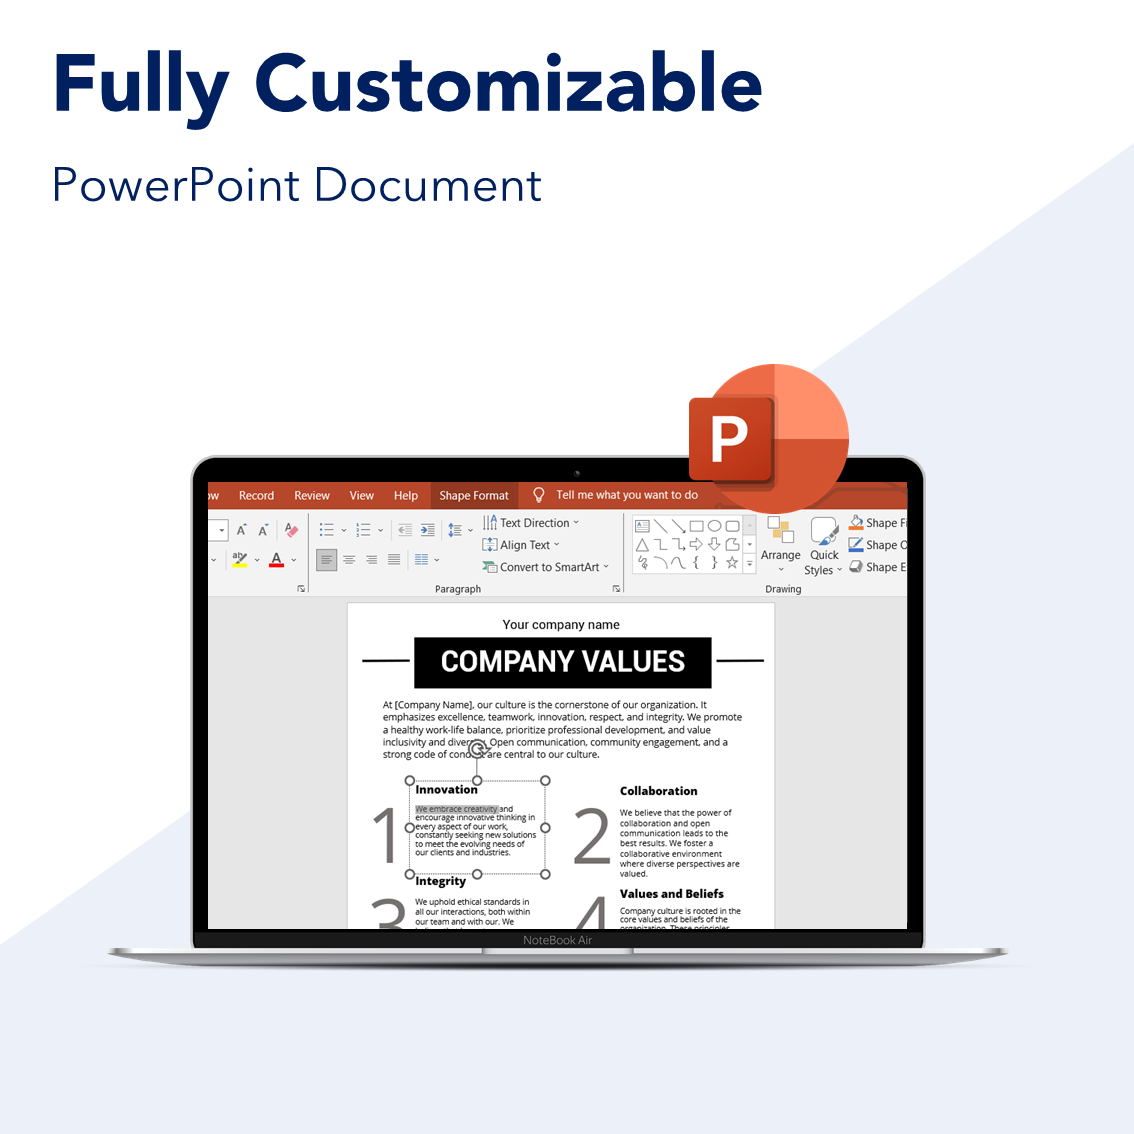 Fully Customizable
PowerPoint Document
P
Record Review View Help Shape Format Tell me what you want to do
Text Direction
Align Text
Convert to SmartArt
Paragraph
Arrange
Quick
Styles
Shape
Shape
Shape
Drawing
Your company name
COMPANY VALUES
At [Company Name], our culture is the cornerstone of our organization. It
emphasizes excellence, teamwork, innovation, respect, and integrity. We promote
a healthy work-life balance, prioritize professional development, and value
inclusivity and Open communication, community engagement, and a
strong code of are central to our culture.
1
Innovation
We embrace creativity and
encourage innovative thinking in
every aspect of our work,
constantly seeking new solutions
to meet the evolving needs of
our clients and industries.
2
Collaboration
We believe that the power of
collaboration and open
communication leads to the
best results. We foster a
collaborative environment
where diverse perspectives are
valued.
3
Integrity
We uphold ethical standards in
all our interactions, both within
our team and with our. We
4
Values and Beliefs
Company culture is rooted in the
core values and beliefs of the
organization. These principles
NoteBook Air